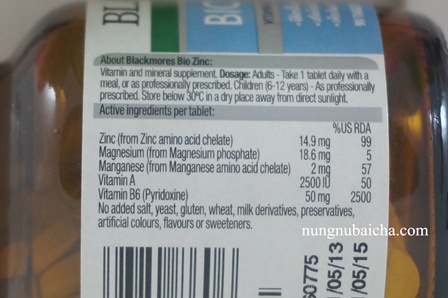 BL
BIO
About Blackmores Bio Zinc:
Vitamin and mineral supplement. Dosage: Adults - Take 1 tablet daily with a
meal, or as professionally prescribed. Children (6-12 years) - As professionally
prescribed. Store below 30°C in a dry place away from direct sunlight.
Active ingredients per tablet:
%US RDA
Zinc (from Zinc amino acid chelate) 14.9 mg 99
Magnesium (from Magnesium phosphate) 18.6 mg 5
Manganese (from Manganese amino acid chelate) 2 mg 57
Vitamin A 2500 IU 50
Vitamin B6 (Pyridoxine) 50 mg 2500
No added salt, yeast, gluten, wheat, milk derivatives, preservatives,
artificial colours, flavours or sweeteners.
nungnubaicha.com
60775
/05/13
/05/15